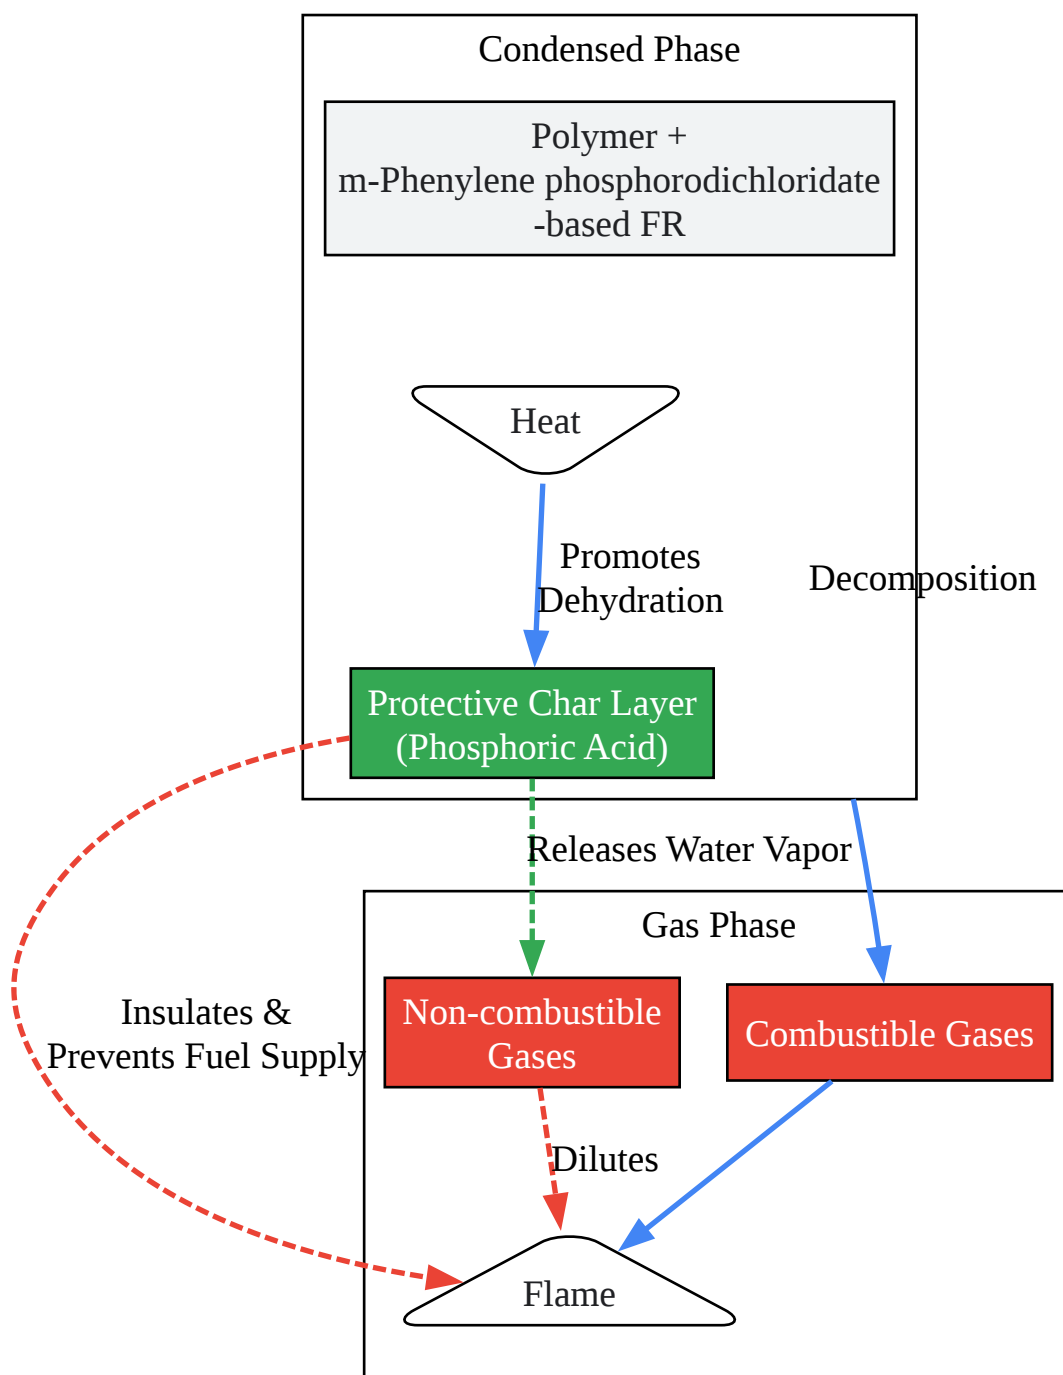 Condensed Phase
Polymer +
m-Phenylene phosphorodichloridate
-based FR
Heat
Promotes
Dehydration
Decomposition
Protective Char Layer
(Phosphoric Acid)
Releases Water Vapor
Gas Phase
Non-combustible
Gases
Combustible Gases
Insulates &
Prevents Fuel Supply
Dilutes
Flame